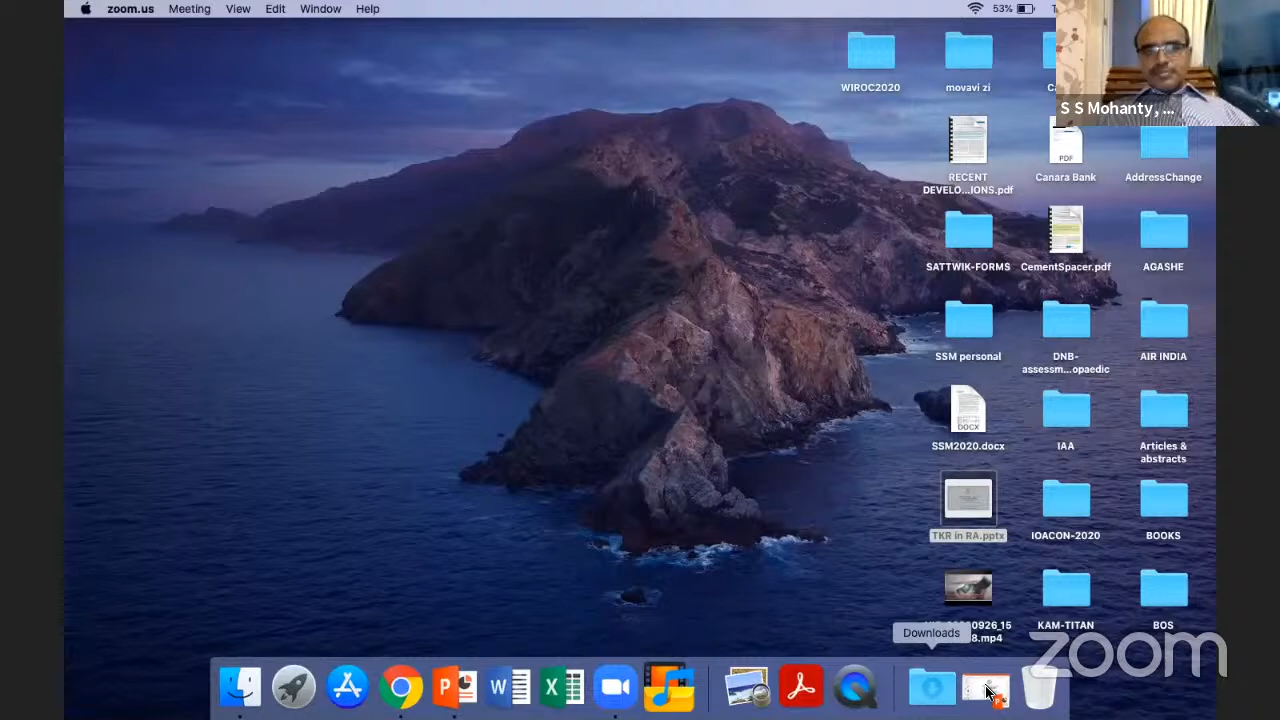 zoom.us Meeting View Edit Window Help
53%
S S Mohanty, ...
WIROC2020
movavi zi
RECENT
DEVELO...IONS.pdf
PDF
Canara Bank
AddressChange
SATTWIK-FORMS
CementSpacer.pdf
AGASHE
SSM personal
DNB-
assessm...opaedic
AIR INDIA
DOCX
SSM2020.docx
IAA
Articles &
abstracts
TKR in RA.pptx
IOACON-2020
BOOKS
8.mp4
KAM-TITAN
BOS
Downloads
zoom